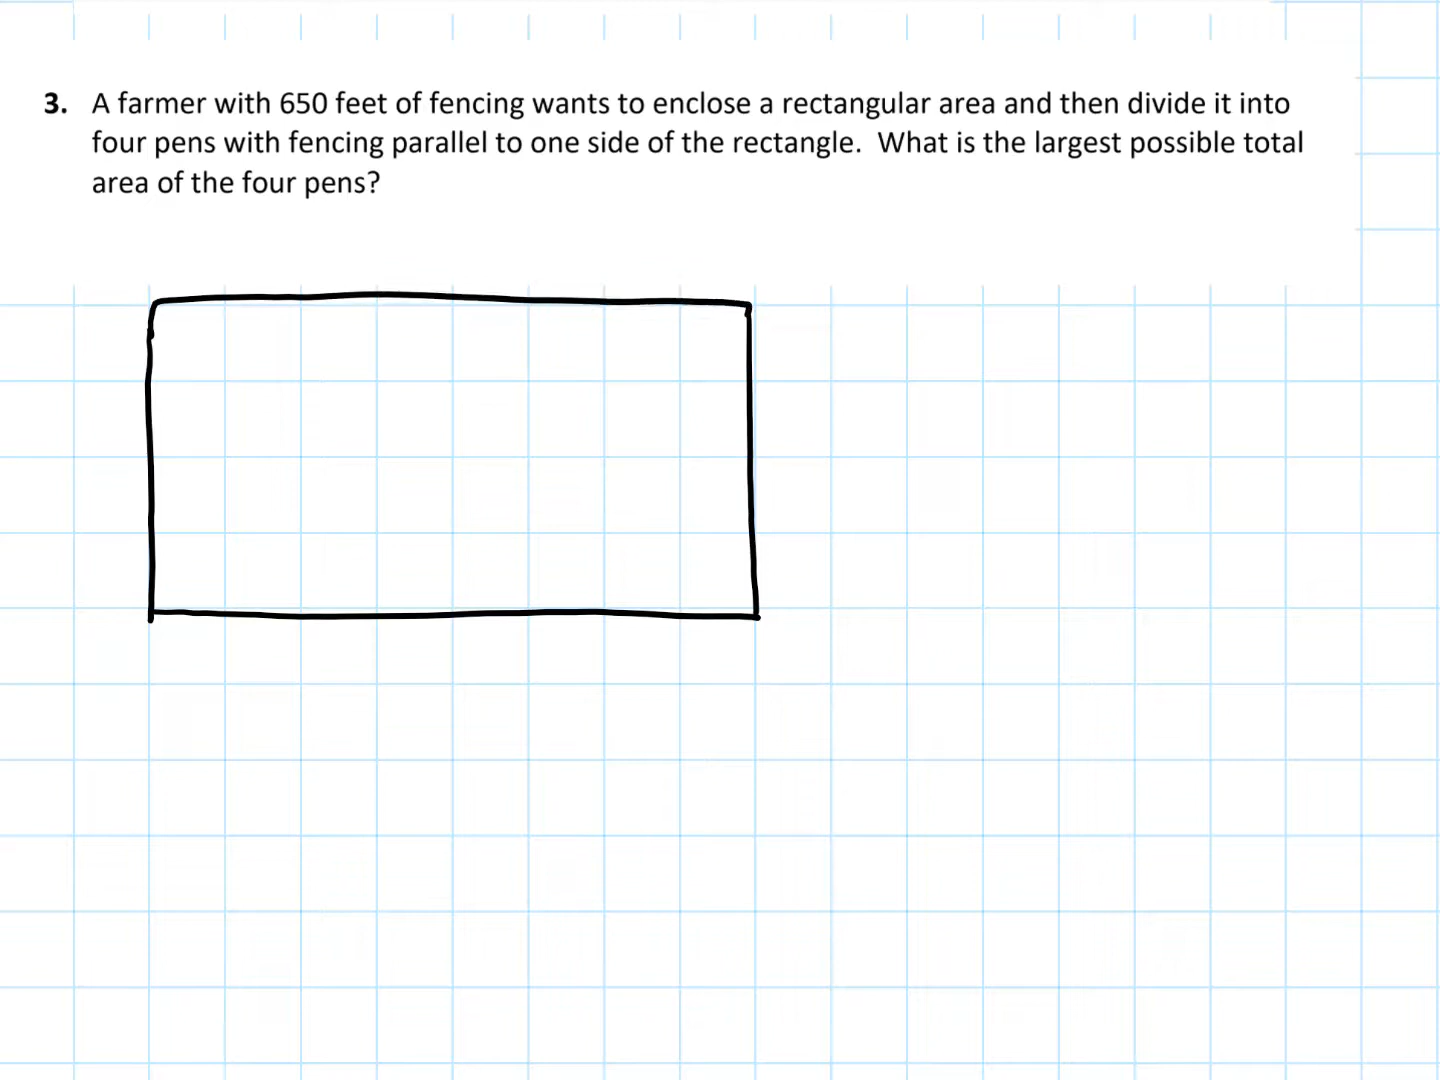 3. A farmer with 650 feet of fencing wants to enclose a rectangular area and then divide it into
four pens with fencing parallel to one side of the rectangle. What is the largest possible total
area of the four pens?